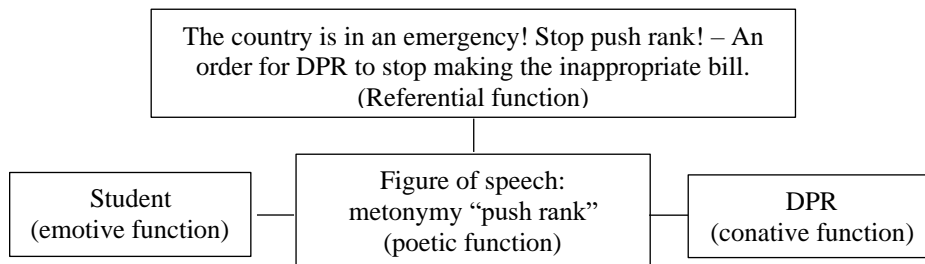 The country is in an emergency! Stop push rank! – An
order for DPR to stop making the inappropriate bill.
(Referential function)
Student
(emotive function)
Figure of speech:
metonymy “push rank”
(poetic function)
DPR
(conative function)